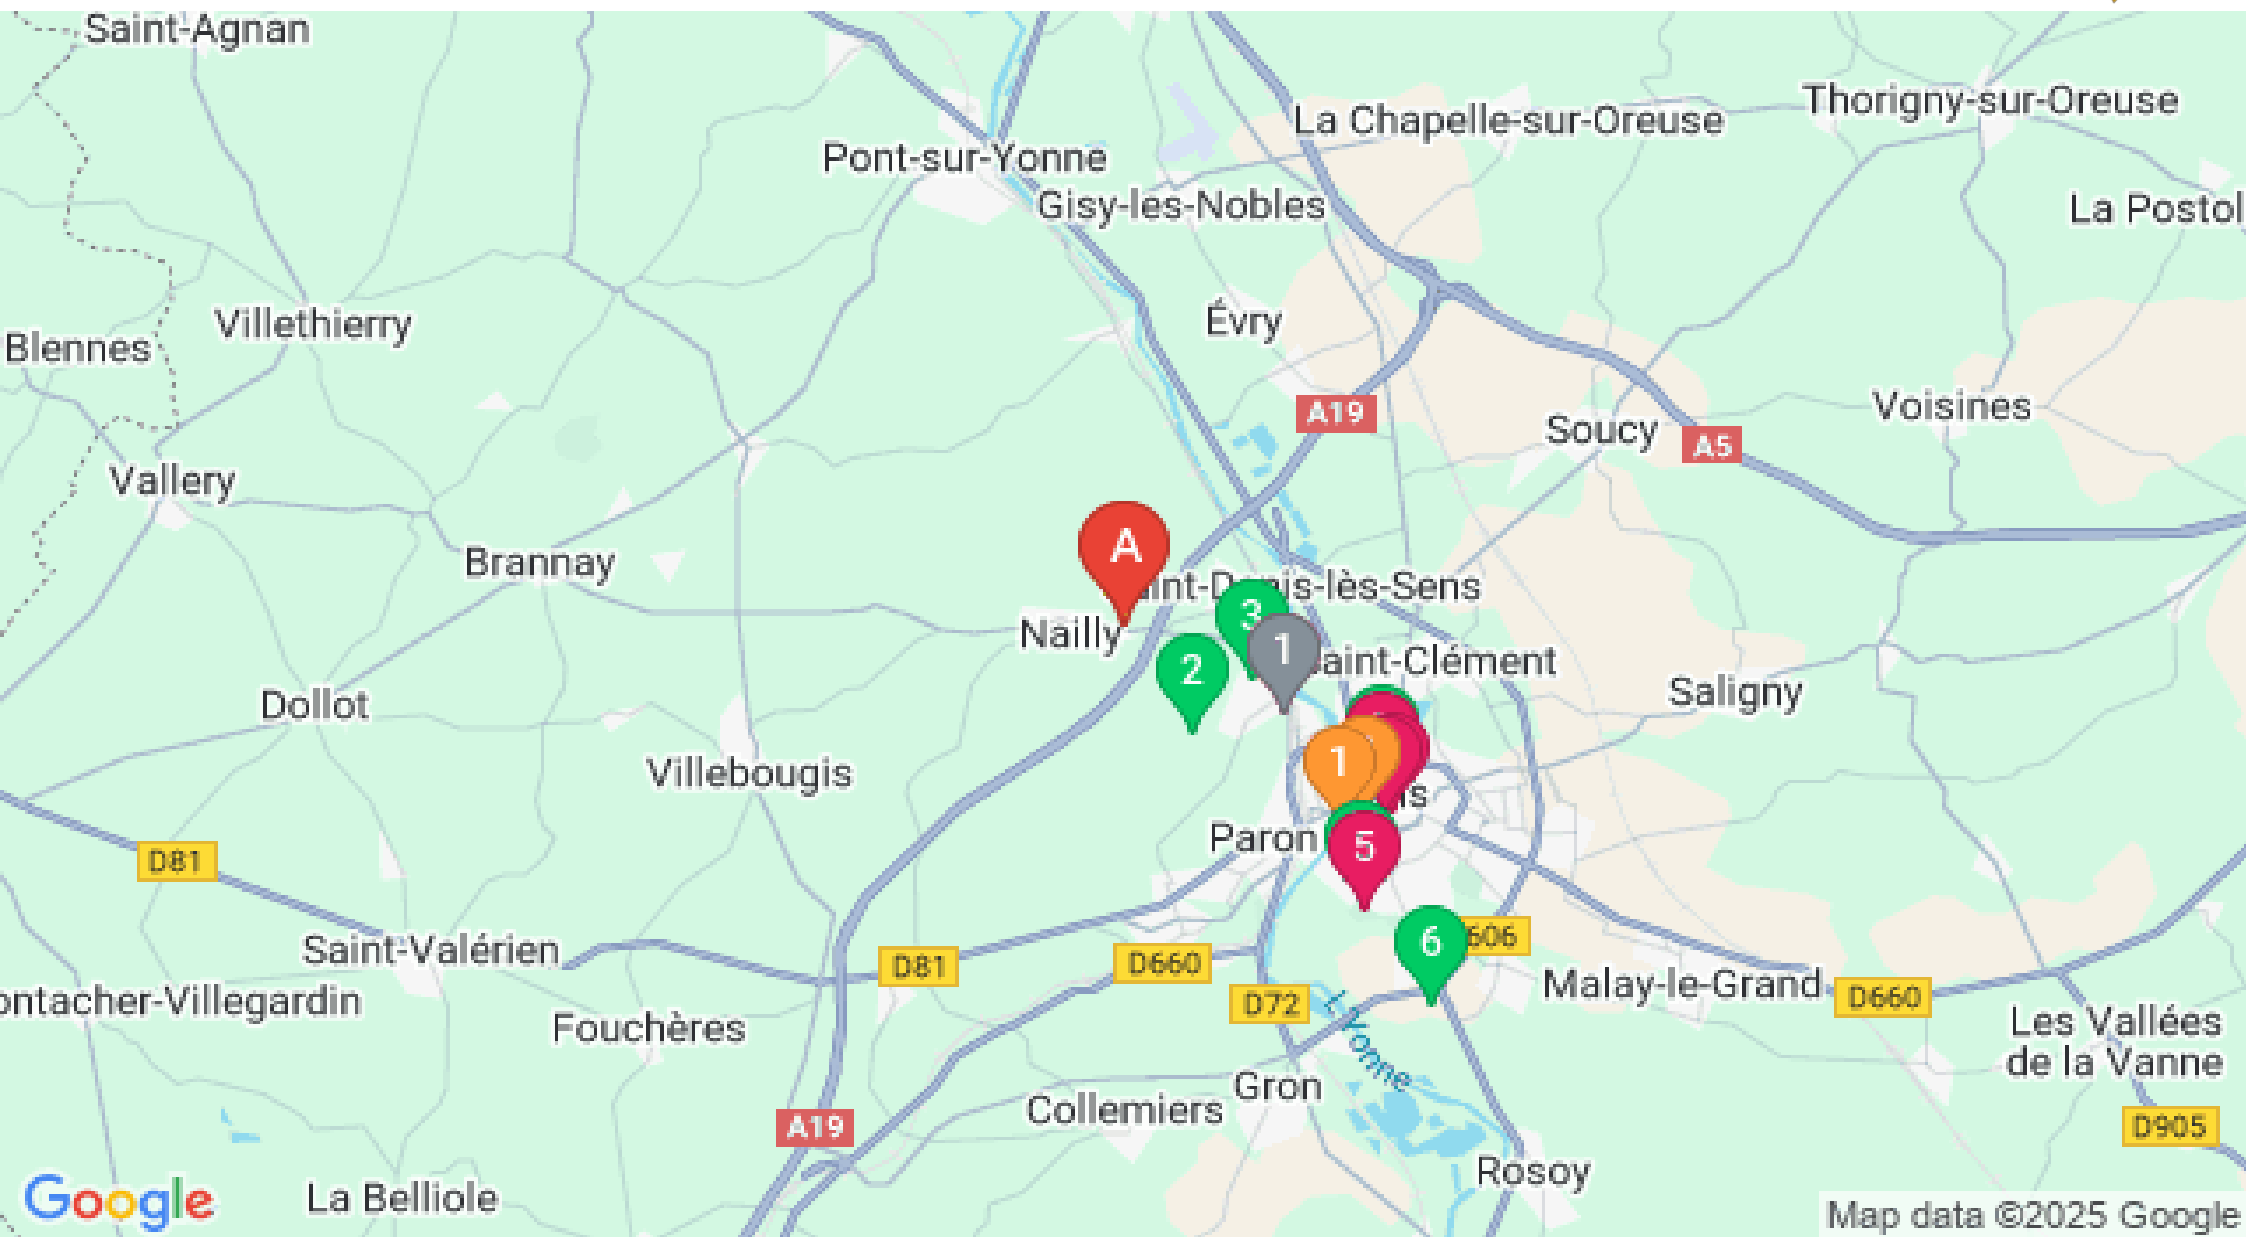 Saint-Agnan
Thorigny-sur-Oreuse
La Chapelle-sur-Oreuse
Pont-sur-Yonne
Gisy-les-Nobles
La Postol
Villethierry
Évry
Blennes
Voisines
A19
Soucy
A5
Vallery
A
Brannay
3
Nailly
1
2
aint-Clément
Saligny
Dollot
Villebougis
1
Paron
5
D81
6
606
Saint-Valérien
D81
D660
Malay-le-Grand
D660
ontacher-Villegardin
D72
L'Yonne
Fouchères
Les Vallées
de la Vanne
Gron
Collemiers
A19
D905
Rosoy
La Belliole
Google
Map data ©2025 Google